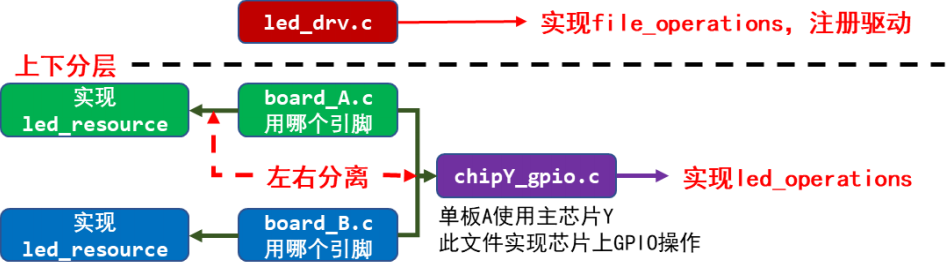 led_drv.c
实现file_operations，注册驱动
上下分层
实现
led_resource
board_A.c
用哪个引脚
左右分离
chipY_gpio.c
实现led_operations
单板A使用主芯片Y
此文件实现芯片上GPIO操作
实现
led_resource
board_B.c
用哪个引脚